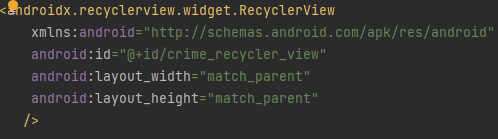 <androidx.recyclerview.widget.RecyclerView
xmlns:android="http://schemas.android.com/apk/res/android"
android:id="@+id/crime_recycler_view"
android:layout_width="match_parent"
android:layout_height="match_parent"
/>